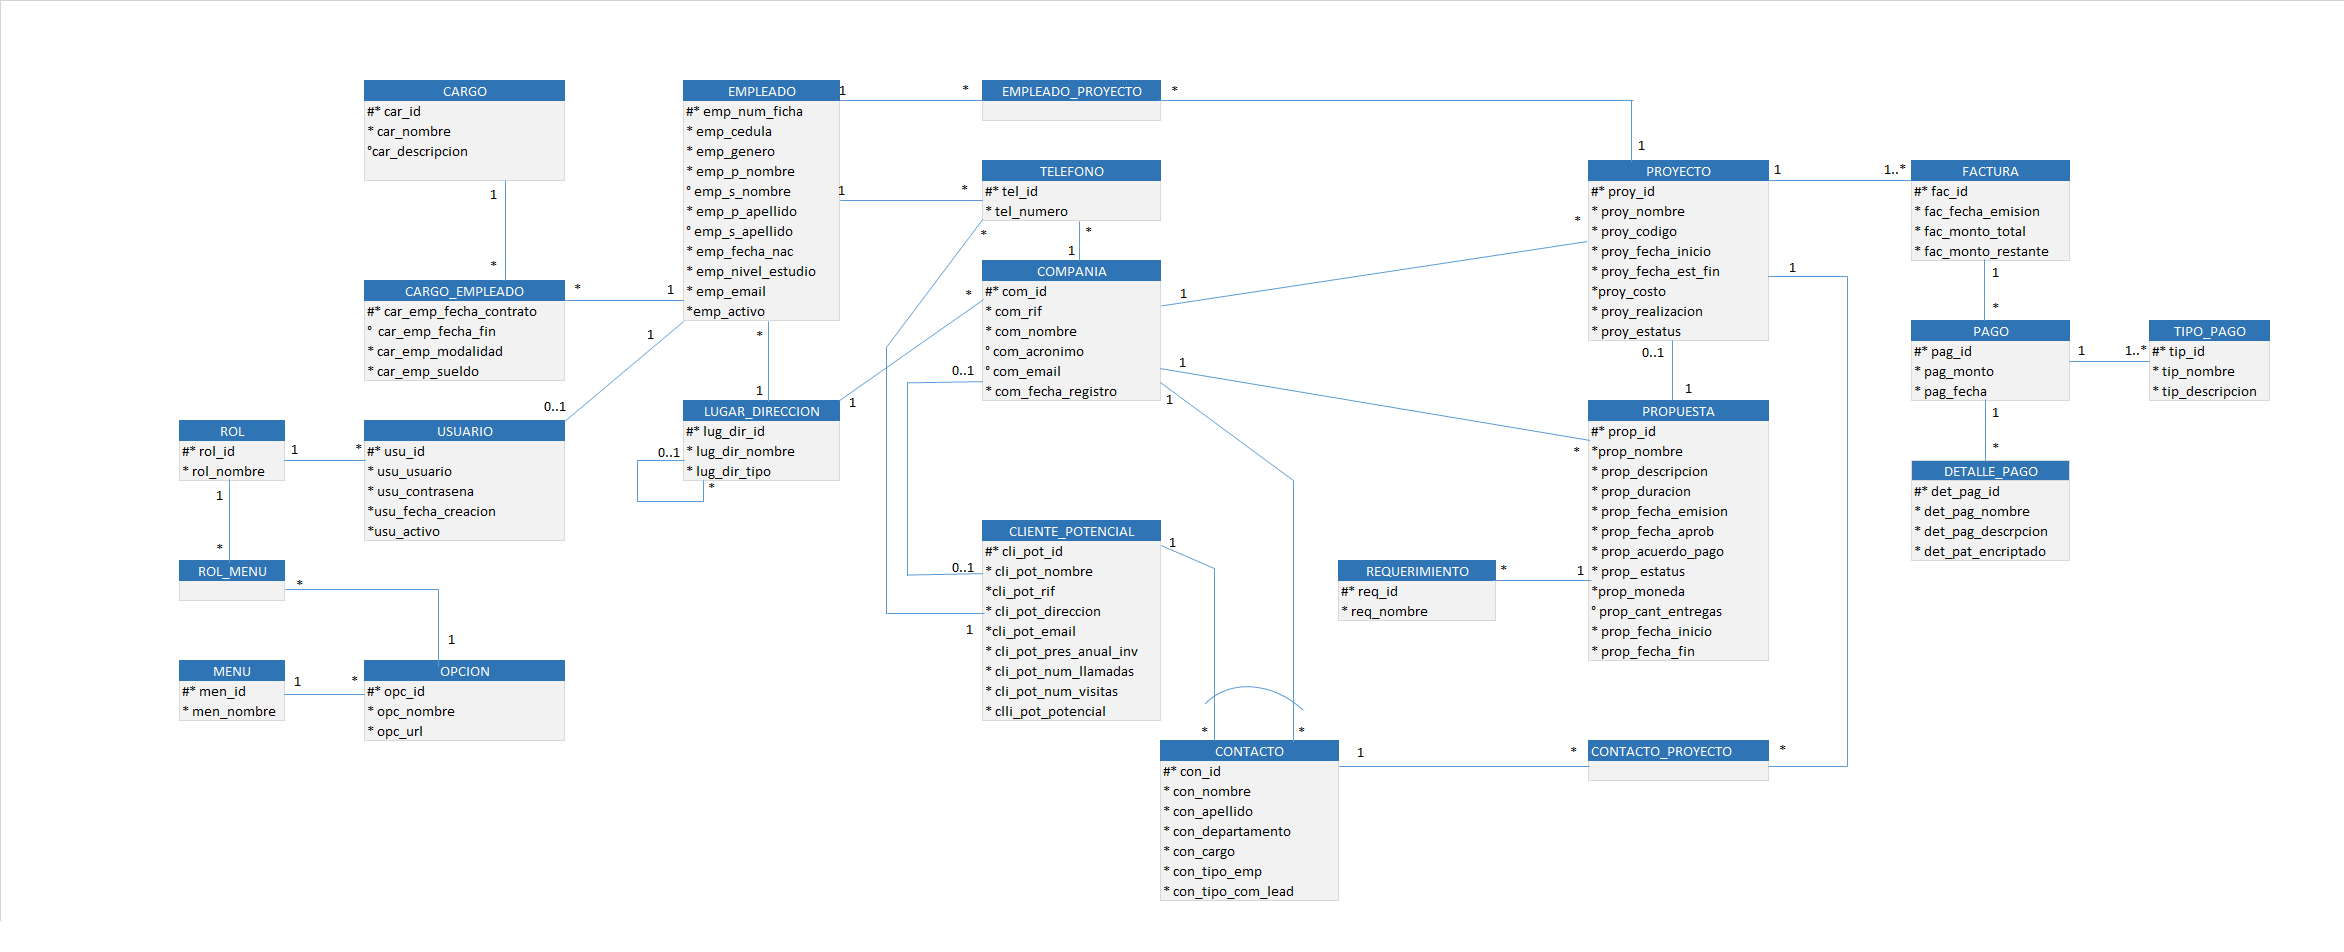 CARGO
#* car_id
* car_nombre
°car_descripcion
1
*
CARGO_EMPLEADO
#* car_emp_fecha_contrato
° car_emp_fecha_fin
* car_emp_modalidad
* car_emp_sueldo
*
1
EMPLEADO
#* emp_num_ficha
* emp_cedula
* emp_genero
* emp_p_nombre
° emp_s_nombre
* emp_p_apellido
° emp_s_apellido
* emp_fecha_nac
* emp_nivel_estudio
* emp_email
*emp_activo
1
*
EMPLEADO_PROYECTO
*
1
1
*
TELEFONO
#* tel_id
* tel_numero
*
*
1
COMPANIA
#* com_id
* com_rif
* com_nombre
° com_acronimo
° com_email
* com_fecha_registro
*
1
0..1
1
*
1
*
1
PROYECTO
#* proy_id
* proy_nombre
* proy_codigo
* proy_fecha_inicio
* proy_fecha_est_fin
*proy_costo
* proy_realizacion
* proy_estatus
1
1..*
FACTURA
#* fac_id
* fac_fecha_emision
* fac_monto_total
* fac_monto_restante
1
*
1
PAGO
#* pag_id
* pag_monto
* pag_fecha
1
1..*
TIPO_PAGO
#* tip_id
* tip_nombre
* tip_descripcion
1
*
DETALLE_PAGO
#* det_pag_id
* det_pag_nombre
* det_pag_descrpcion
* det_pat_encriptado
0..1
1
PROPUESTA
#* prop_id
*prop_nombre
* prop_descripcion
* prop_duracion
* prop_fecha_emision
* prop_fecha_aprob
* prop_acuerdo_pago
* prop_ estatus
*prop_moneda
° prop_cant_entregas
* prop_fecha_inicio
* prop_fecha_fin
REQUERIMIENTO
#* req_id
* req_nombre
*
1
1
0..1
*
1
LUGAR_DIRECCION
#* lug_dir_id
* lug_dir_nombre
* lug_dir_tipo
0..1
*
ROL
#* rol_id
* rol_nombre
1
*
USUARIO
#* usu_id
* usu_usuario
* usu_contrasena
*usu_fecha_creacion
*usu_activo
1
*
ROL_MENU
*
1
MENU
#* men_id
* men_nombre
1
*
OPCION
#* opc_id
* opc_nombre
* opc_url
CLIENTE_POTENCIAL
#* cli_pot_id
* cli_pot_nombre
*cli_pot_rif
* cli_pot_direccion
*cli_pot_email
* cli_pot_pres_anual_inv
* cli_pot_num_llamadas
* cli_pot_num_visitas
* clli_pot_potencial
0..1
1
1
*
*
CONTACTO
#* con_id
* con_nombre
* con_apellido
* con_departamento
* con_cargo
* con_tipo_emp
* con_tipo_com_lead
1
*
CONTACTO_PROYECTO
*